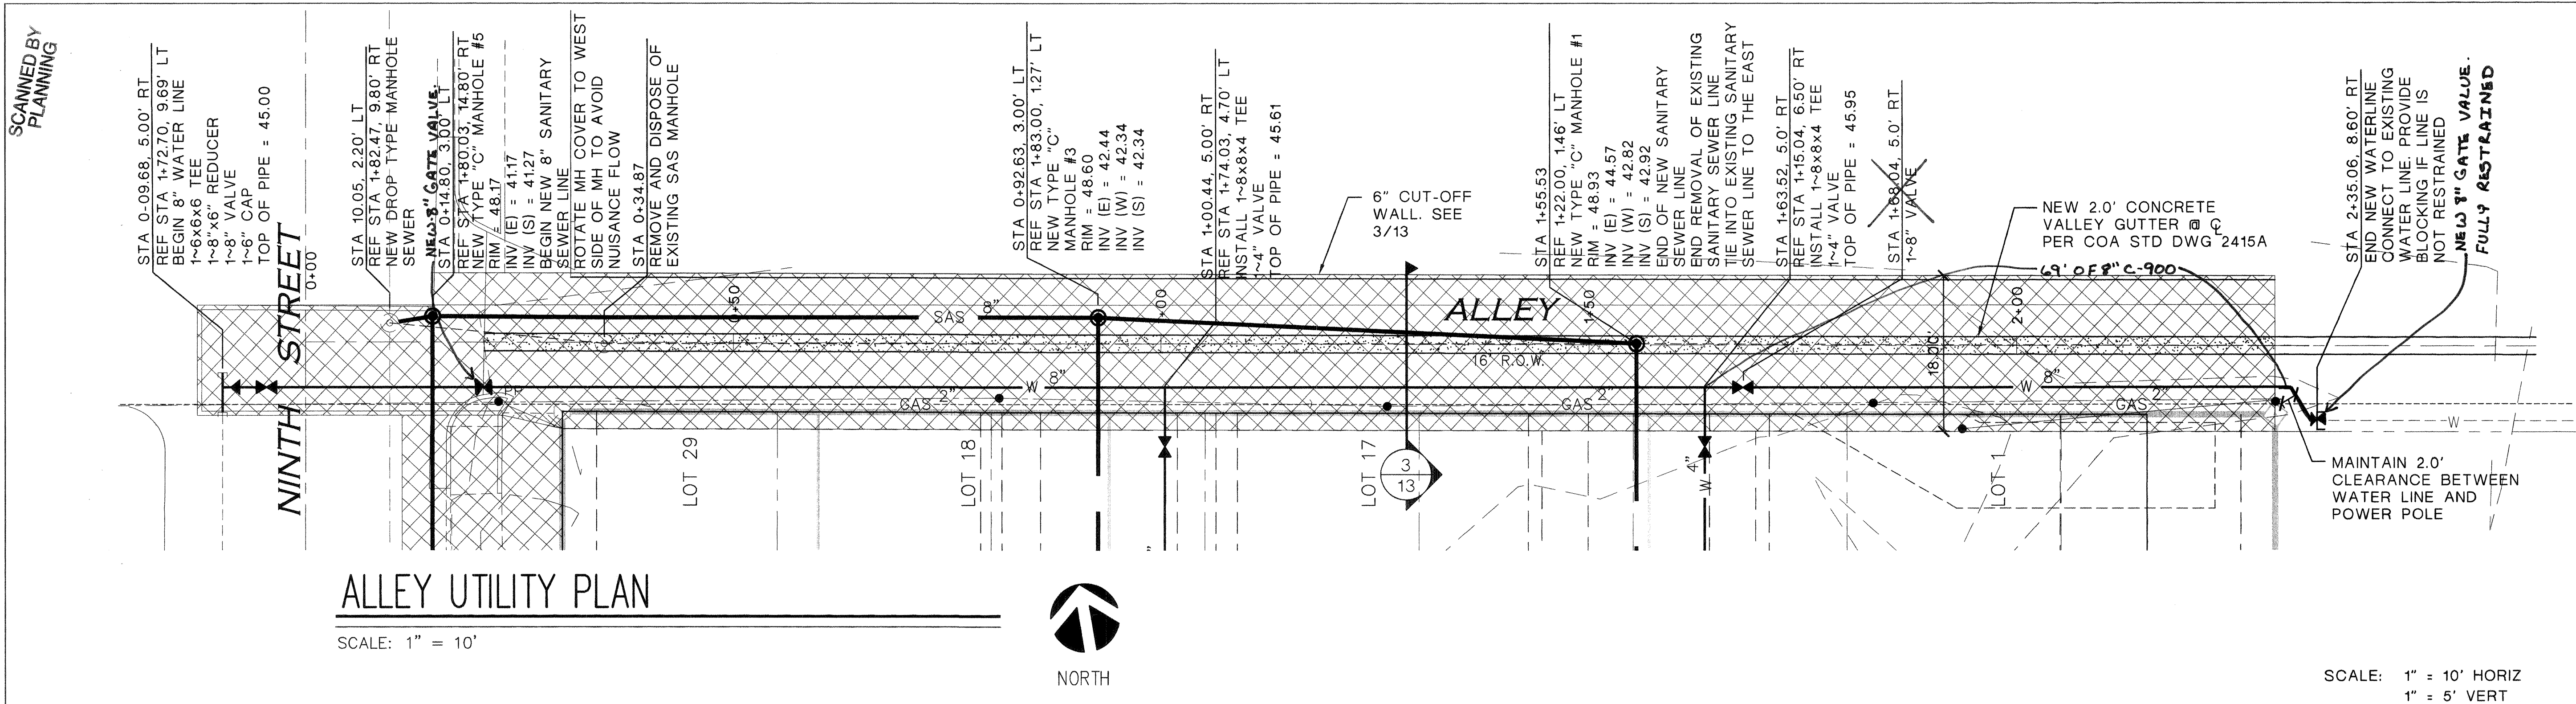 SCANNED BY
PLANNING
STA 0-09.68, 5.00' RT
REF STA 1+72.70, 9.69' LT
BEGIN 8" WATER LINE
1~6x6x6 TEE
1~8"x6" REDUCER
1~8" VALVE
1~6" CAP
TOP OF PIPE = 45.00
NINTH STREET
0+00
STA 10.05, 2.20' LT
REF STA 1+82.47, 9.80' RT
NEW DROP TYPE MANHOLE
SEWER
NEW 8" GATE VALVE.
STA 0+14.80, 3.00' LT
REF STA 1+80.03, 14.80' RT
NEW TYPE "C" MANHOLE #5
RIM = 48.17
INV (E) = 41.17
INV (S) = 41.27
BEGIN NEW 8" SANITARY
SEWER LINE
ROTATE MH COVER TO WEST
SIDE OF MH TO AVOID
NUISANCE FLOW
STA 0+34.87
REMOVE AND DISPOSE OF
EXISTING SAS MANHOLE
STA 0+92.63, 3.00' LT
REF STA 1+83.00, 1.27' LT
NEW TYPE "C"
MANHOLE #3
RIM = 48.60
INV (E) = 42.44
INV (W) = 42.34
INV (S) = 42.34
STA 1+00.44, 5.00' RT
REF STA 1+74.03, 4.70' LT
INSTALL 1~8x8x4 TEE
1~4" VALVE
TOP OF PIPE = 45.61
6" CUT-OFF
WALL. SEE
3/13
STA 1+55.53
REF STA 1+22.00, 1.46' LT
NEW TYPE "C" MANHOLE #1
RIM = 48.93
INV (E) = 44.57
INV (W) = 42.82
INV (S) = 42.92
END OF NEW SANITARY
SEWER LINE
END REMOVAL OF EXISTING
SANITARY SEWER LINE
TIE INTO EXISTING SANITARY
SEWER LINE TO THE EAST
STA 1+63.52, 5.0' RT
REF STA 1+15.04, 6.50' RT
INSTALL 1~8x8x4 TEE
1~4" VALVE
TOP OF PIPE = 45.95
STA 1+68.04, 5.0' RT
1~8" VALVE
NEW 2.0' CONCRETE
VALLEY GUTTER @ ℄
PER COA STD DWG 2415A
69' OF 8" C-900
STA 2+35.06, 8.60' RT
END NEW WATERLINE
CONNECT TO EXISTING
WATER LINE. PROVIDE
BLOCKING IF LINE IS
NOT RESTRAINED
NEW 8" GATE VALUE.
FULLY RESTRAINED
0+50
SAS 8"
1+00
ALLEY
1+50
2+00
16' R.O.W.
18.00'
PP
W 8"
W 8"
GAS 2"
GAS 2"
GAS 2"
W
LOT 29
LOT 18
LOT 17
3
13
W 4"
LOT 1
MAINTAIN 2.0'
CLEARANCE BETWEEN
WATER LINE AND
POWER POLE
ALLEY UTILITY PLAN
SCALE: 1" = 10'
NORTH
SCALE: 1" = 10' HORIZ
1" = 5' VERT